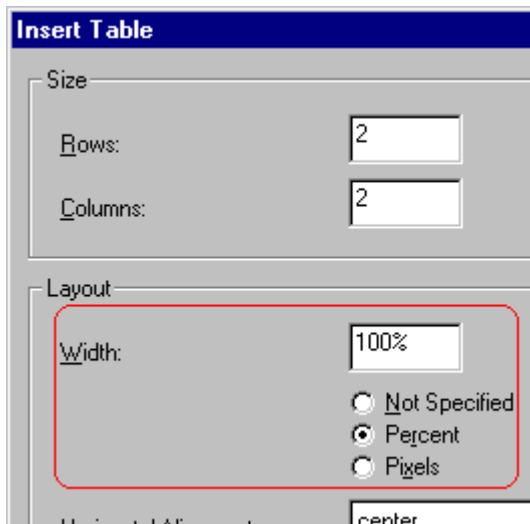 Insert Table
Size
Rows:
2
Columns:
2
Layout
Width:
100%
Not Specified
Percent
Pixels
center